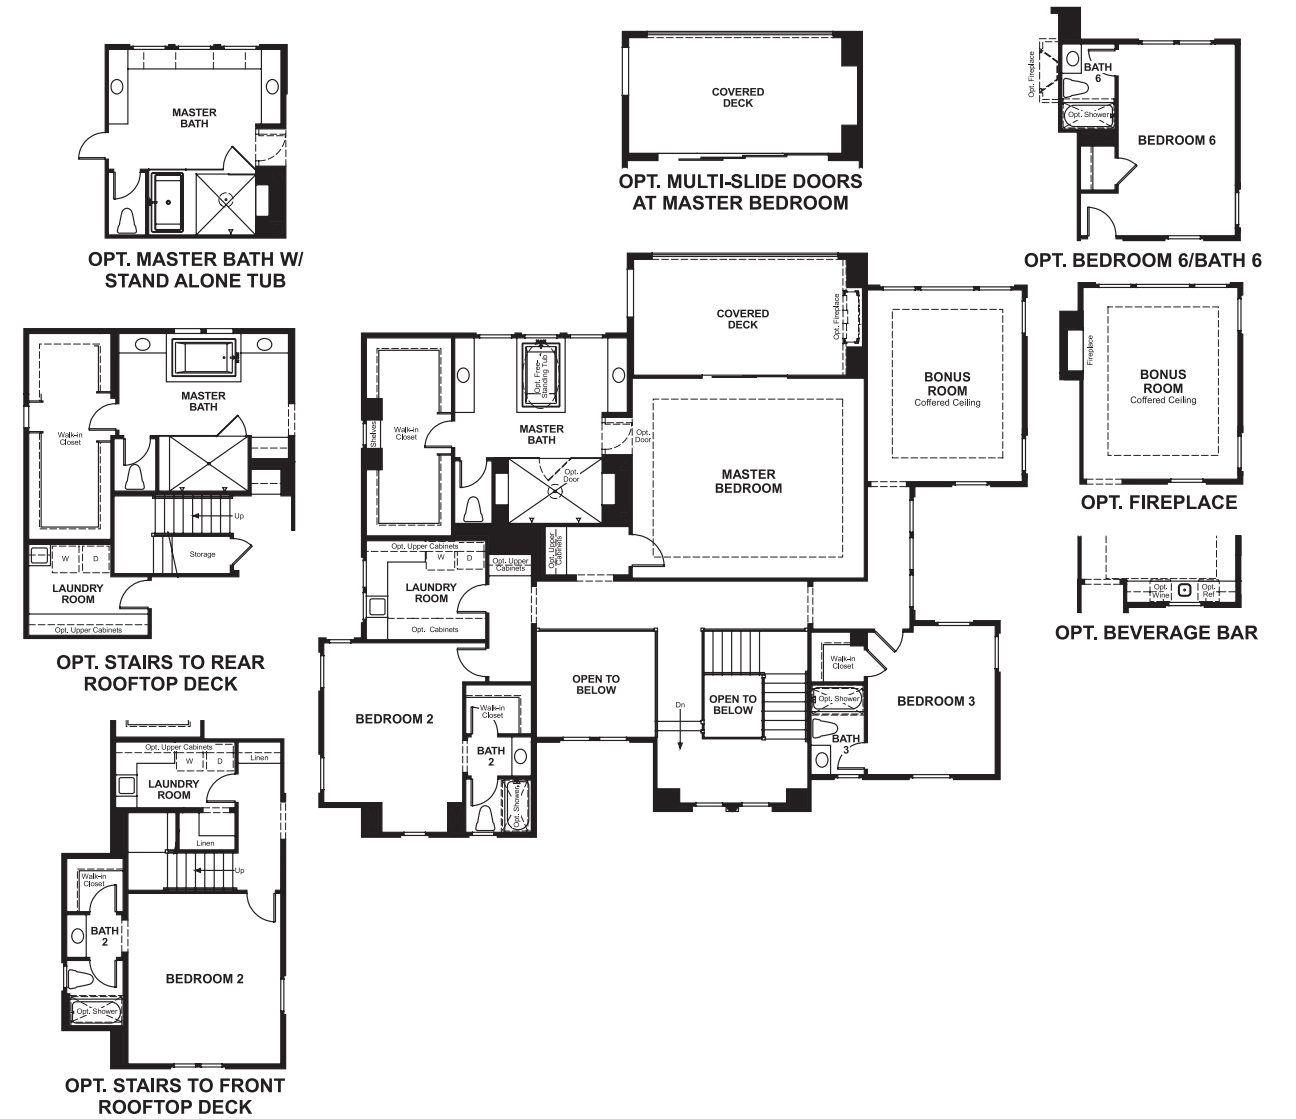 MASTER
BATH
OPT. MASTER BATH W/
STAND ALONE TUB
COVERED
DECK
OPT. MULTI-SLIDE DOORS
AT MASTER BEDROOM
Opt. Fireplace
BATH
6
Opt. Shower
BEDROOM 6
OPT. BEDROOM 6/BATH 6
Walk-in
Closet
MASTER
BATH
Up
Storage
W
D
LAUNDRY
ROOM
Opt. Upper Cabinets
OPT. STAIRS TO REAR
ROOFTOP DECK
COVERED
DECK
Opt. Fireplace
BONUS
ROOM
Coffered Ceiling
Shelves
Walk-in
Closet
Opt. Free-
Standing Tub
MASTER
BATH
Opt.
Door
Opt.
Door
MASTER
BEDROOM
Opt. Upper Cabinets
W
D
LAUNDRY
ROOM
Opt. Cabinets
Opt. Upper
Cabinets
Opt. Upper
Cabinets
BEDROOM 2
Walk-in
Closet
BATH
2
Opt. Shower
OPEN TO
BELOW
Dn
OPEN TO
BELOW
Walk-in
Closet
Opt. Shower
BATH
3
BEDROOM 3
Fireplace
BONUS
ROOM
Coffered Ceiling
OPT. FIREPLACE
Opt.
Wine
Opt.
Ref
OPT. BEVERAGE BAR
Opt. Upper Cabinets
W
D
Linen
LAUNDRY
ROOM
Linen
Up
Walk-in
Closet
BATH
2
Opt. Shower
BEDROOM 2
OPT. STAIRS TO FRONT
ROOFTOP DECK